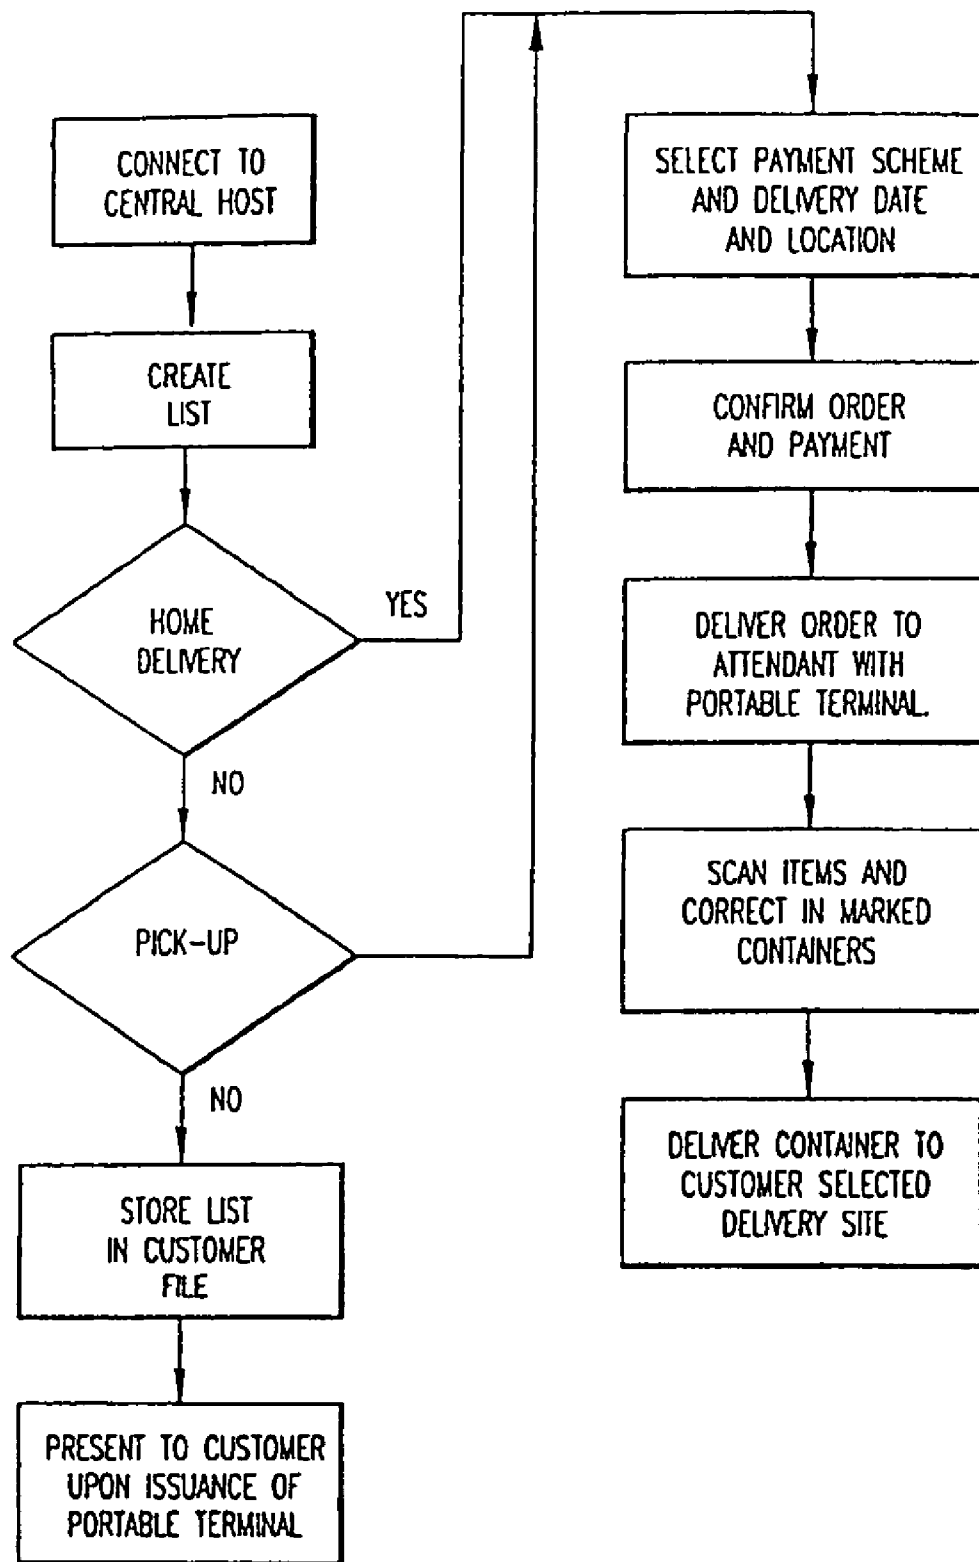 CONNECT TO
CENTRAL HOST
CREATE
LIST
HOME
DELIVERY
YES
NO
PICK-UP
NO
STORE LIST
IN CUSTOMER
FILE
PRESENT TO CUSTOMER
UPON ISSUANCE OF
PORTABLE TERMINAL
SELECT PAYMENT SCHEME
AND DELIVERY DATE
AND LOCATION
CONFIRM ORDER
AND PAYMENT
DELIVER ORDER TO
ATTENDANT WITH
PORTABLE TERMINAL.
SCAN ITEMS AND
CORRECT IN MARKED
CONTAINERS
DELIVER CONTAINER TO
CUSTOMER SELECTED
DELIVERY SITE